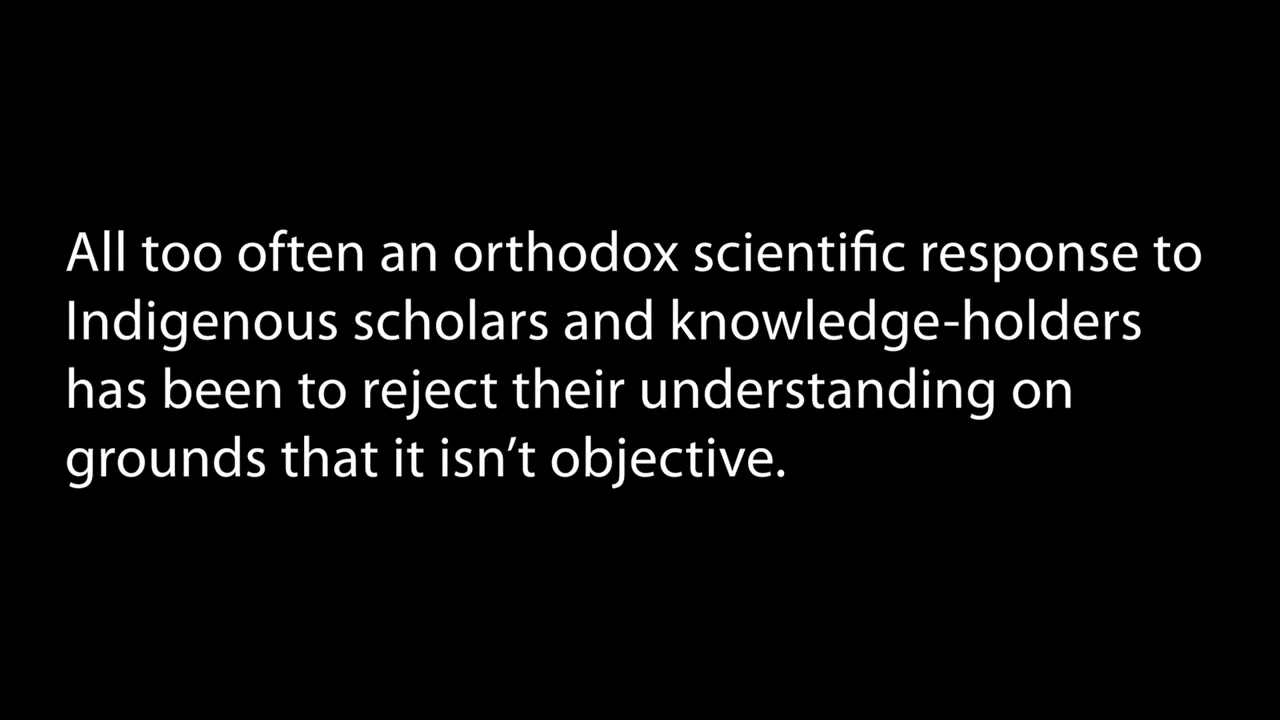 All too often an orthodox scientific response to
Indigenous scholars and knowledge-holders
has been to reject their understanding on
grounds that it isn’t objective.